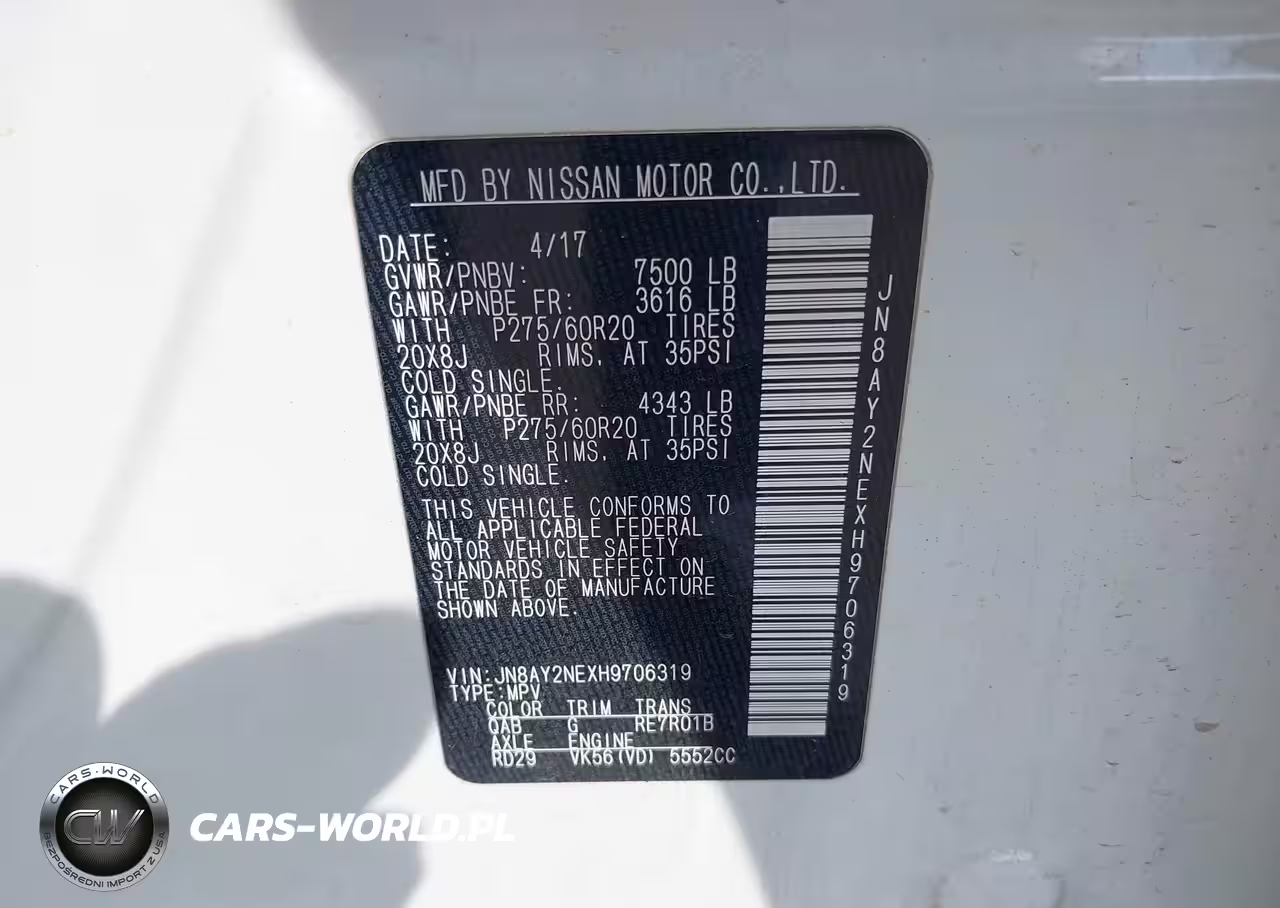 MFD BY NISSAN MOTOR CO.,LTD.
DATE: 4/17
GVWR/PNBV: 7500 LB
GAWR/PNBE FR: 3616 LB
WITH P275/60R20 TIRES
20X8J RIMS, AT 35PSI
COLD SINGLE.
GAWR/PNBE RR: 4343 LB
WITH P275/60R20 TIRES
20X8J RIMS, AT 35PSI
COLD SINGLE.
THIS VEHICLE CONFORMS TO
ALL APPLICABLE FEDERAL
MOTOR VEHICLE SAFETY
STANDARDS IN EFFECT ON
THE DATE OF MANUFACTURE
SHOWN ABOVE.
VIN:JN8AY2NEXH9706319
TYPE:MPV
COLOR TRIM TRANS
QAB G RE7R01B
AXLE ENGINE
RD29 VK56(VD) 5552CC
JN8AY2NEXH9706319
CARS-WORLD
CW
BEZPOŚREDNI IMPORT Z USA
CARS-WORLD.PL